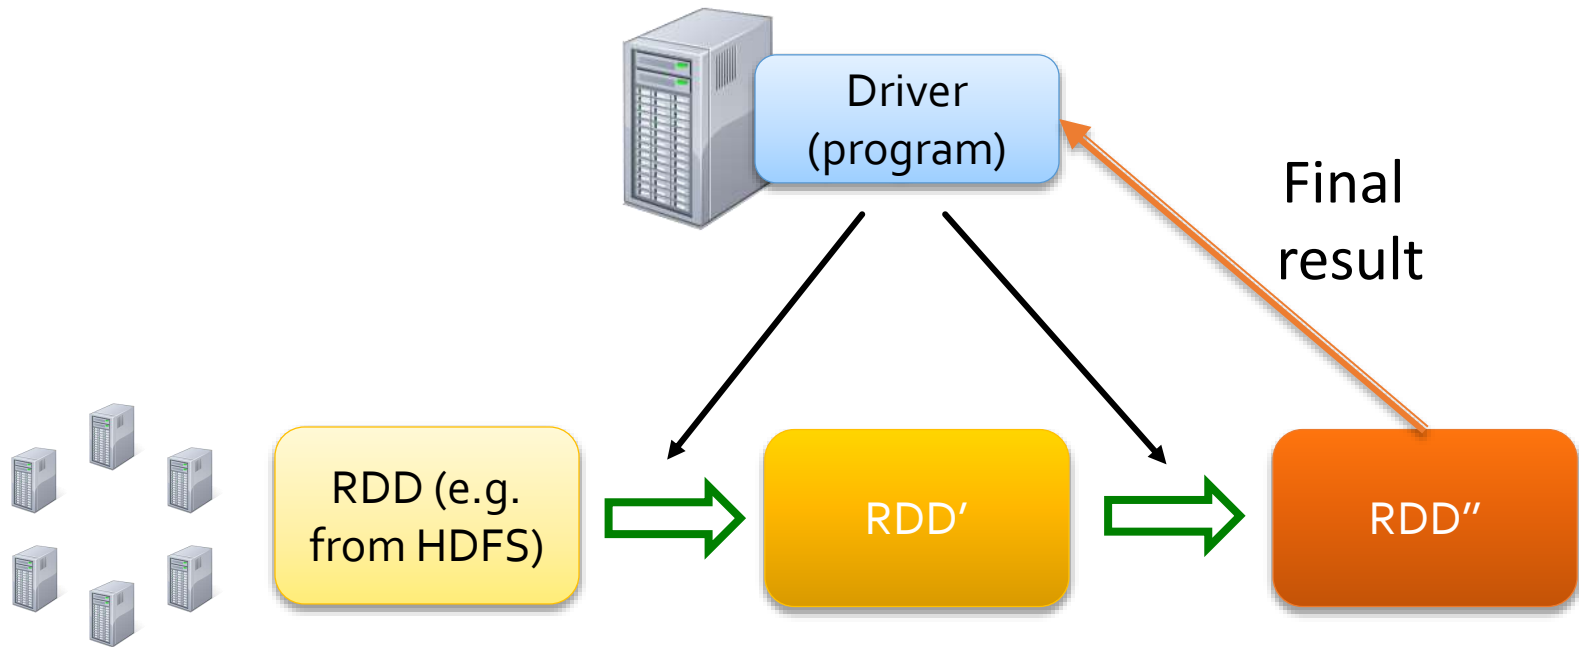 Driver
(program)
Final
result
RDD (e.g.
from HDFS)
RDD′
RDD″